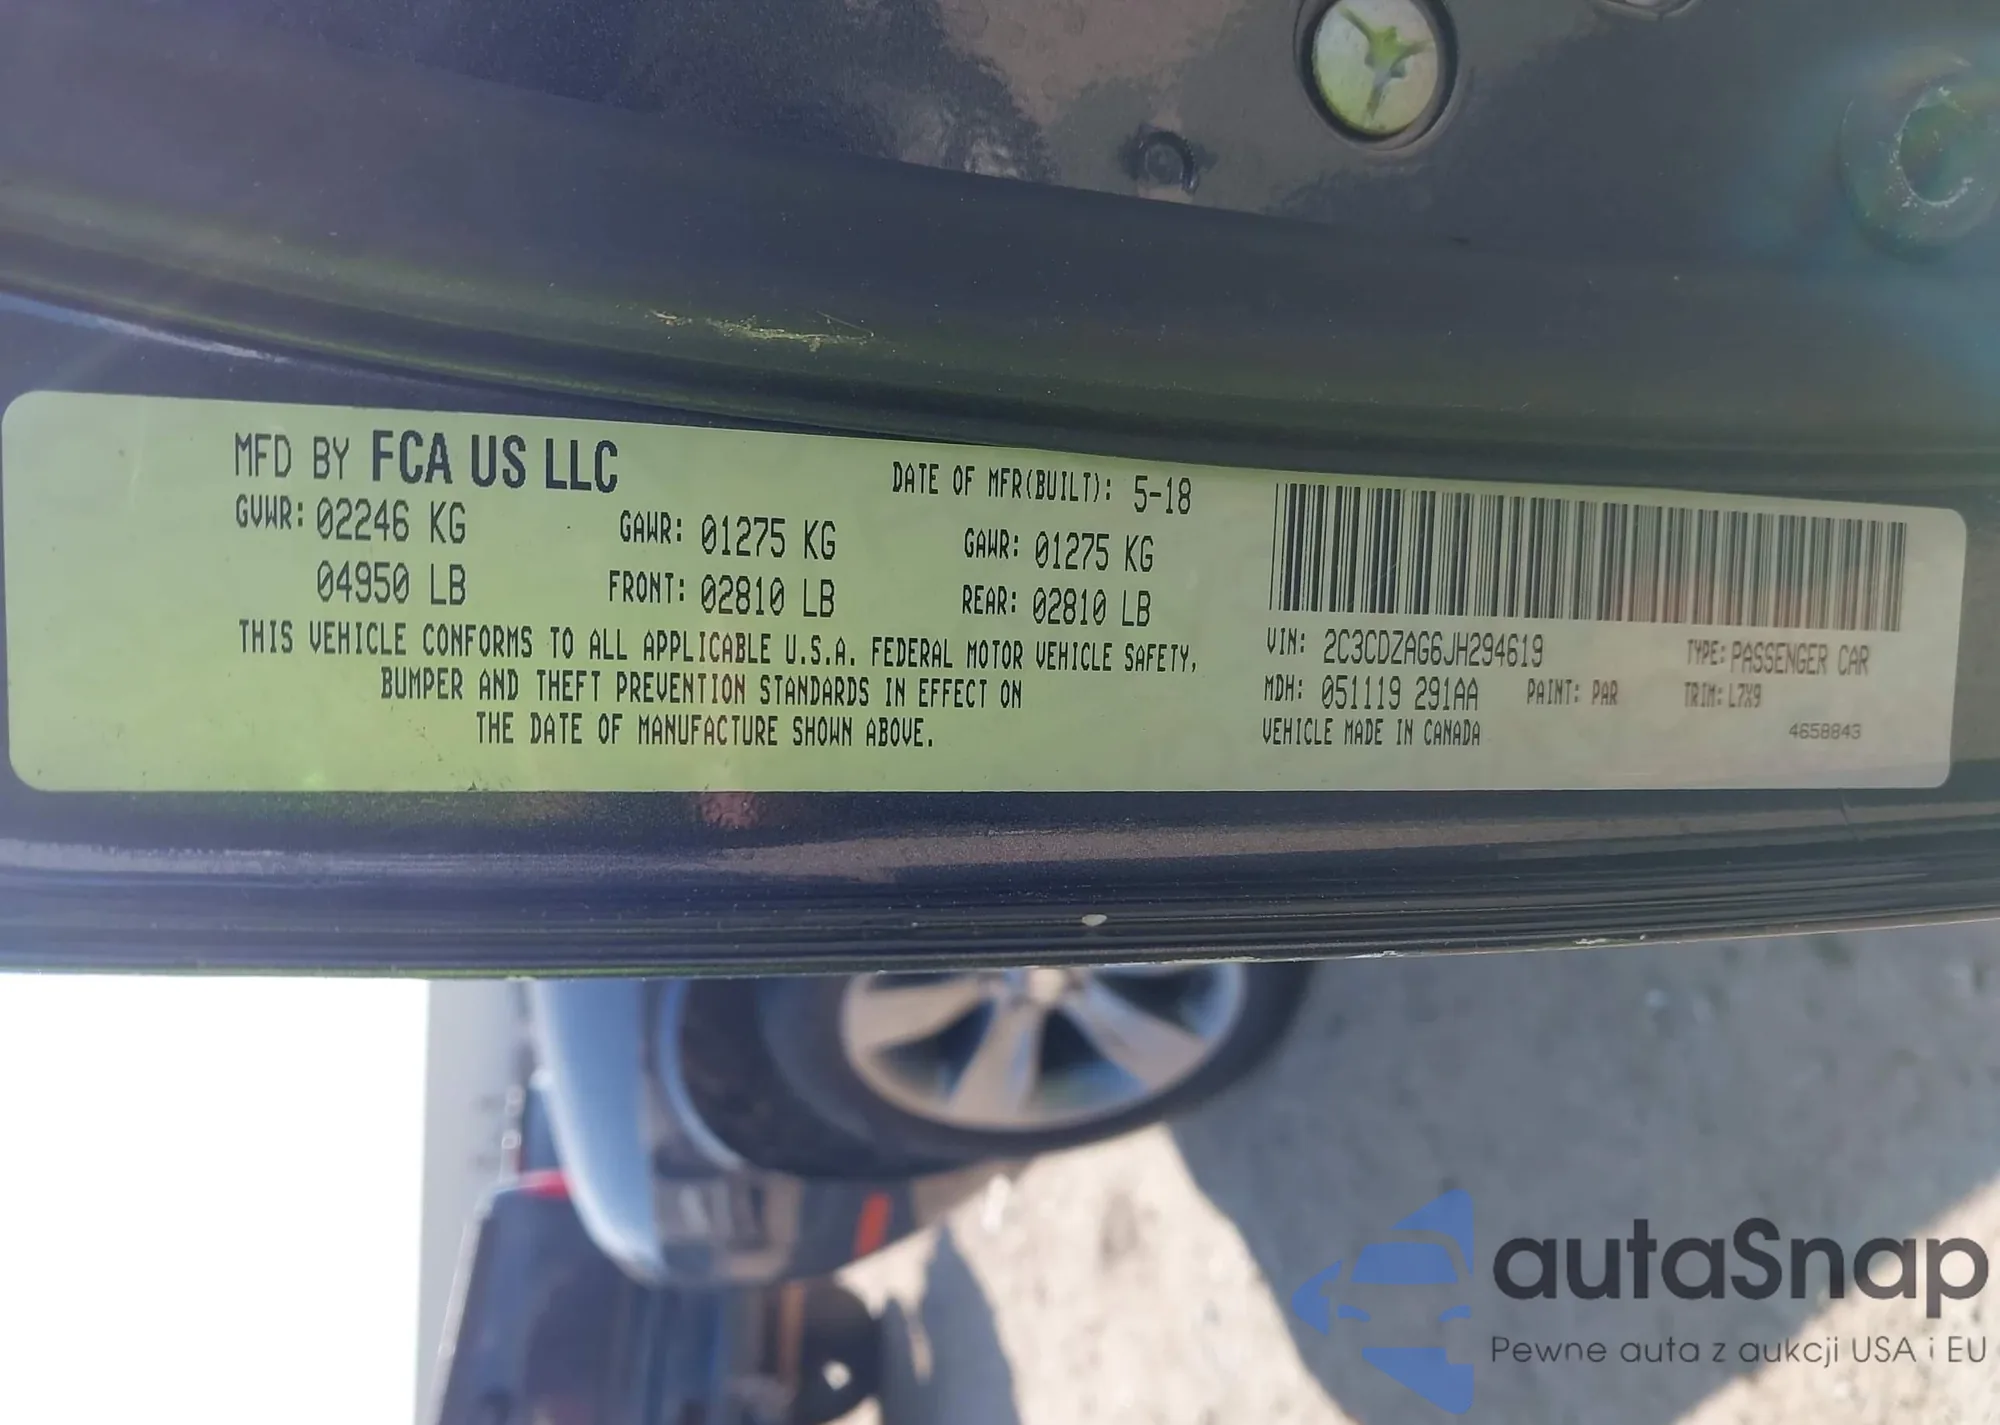 MFD BY FCA US LLC
DATE OF MFR(BUILT): 5-18
GVWR: 02246 KG
GAWR: 01275 KG
GAWR: 01275 KG
04950 LB
FRONT: 02810 LB
REAR: 02810 LB
THIS VEHICLE CONFORMS TO ALL APPLICABLE U.S.A. FEDERAL MOTOR VEHICLE SAFETY,
BUMPER AND THEFT PREVENTION STANDARDS IN EFFECT ON
THE DATE OF MANUFACTURE SHOWN ABOVE.
VIN: 2C3CDZAG6JH294619
TYPE: PASSENGER CAR
MDH: 051119 291AA
PAINT: PAR
TRIM: L7X9
VEHICLE MADE IN CANADA
4658843
autaSnap
Pewne auta z aukcji USA i EU